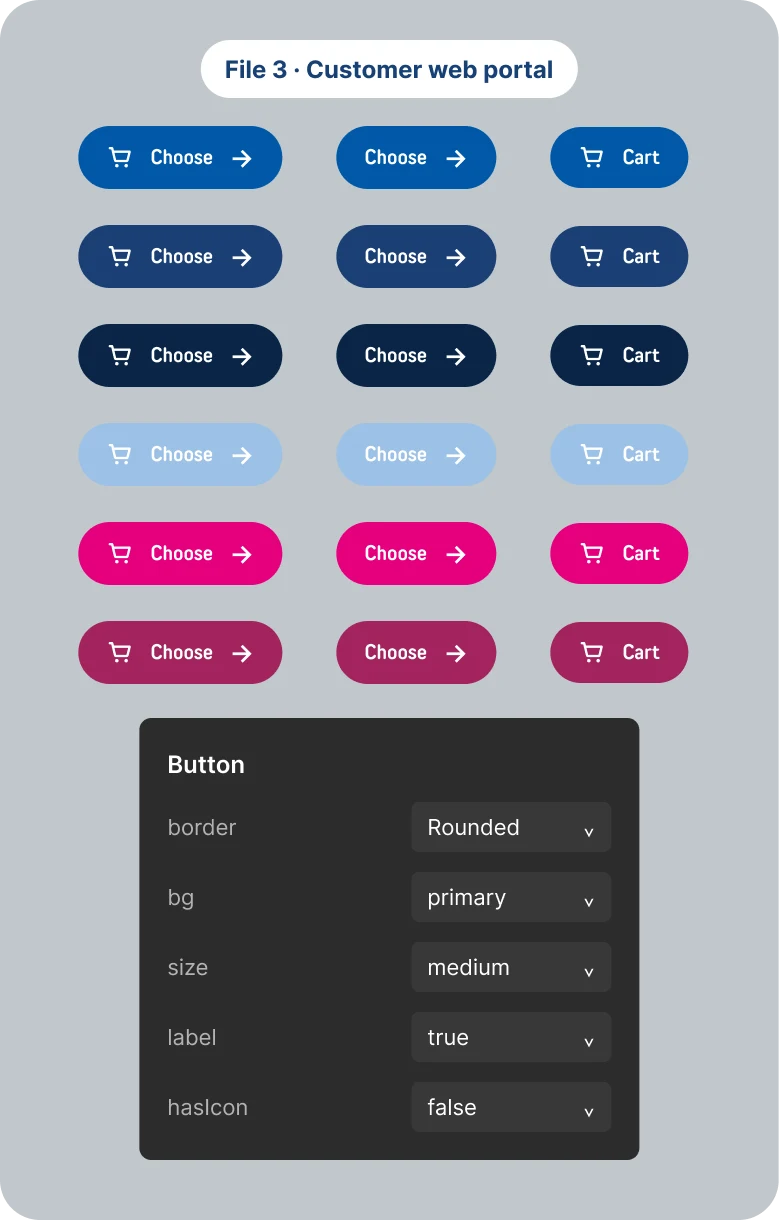 File 3 · Customer web portal
Choose Choose Cart
Choose Choose Cart
Choose Choose Cart
Choose Choose Cart
Choose Choose Cart
Choose Choose Cart
Button
border Rounded
bg primary
size medium
label true
hasIcon false